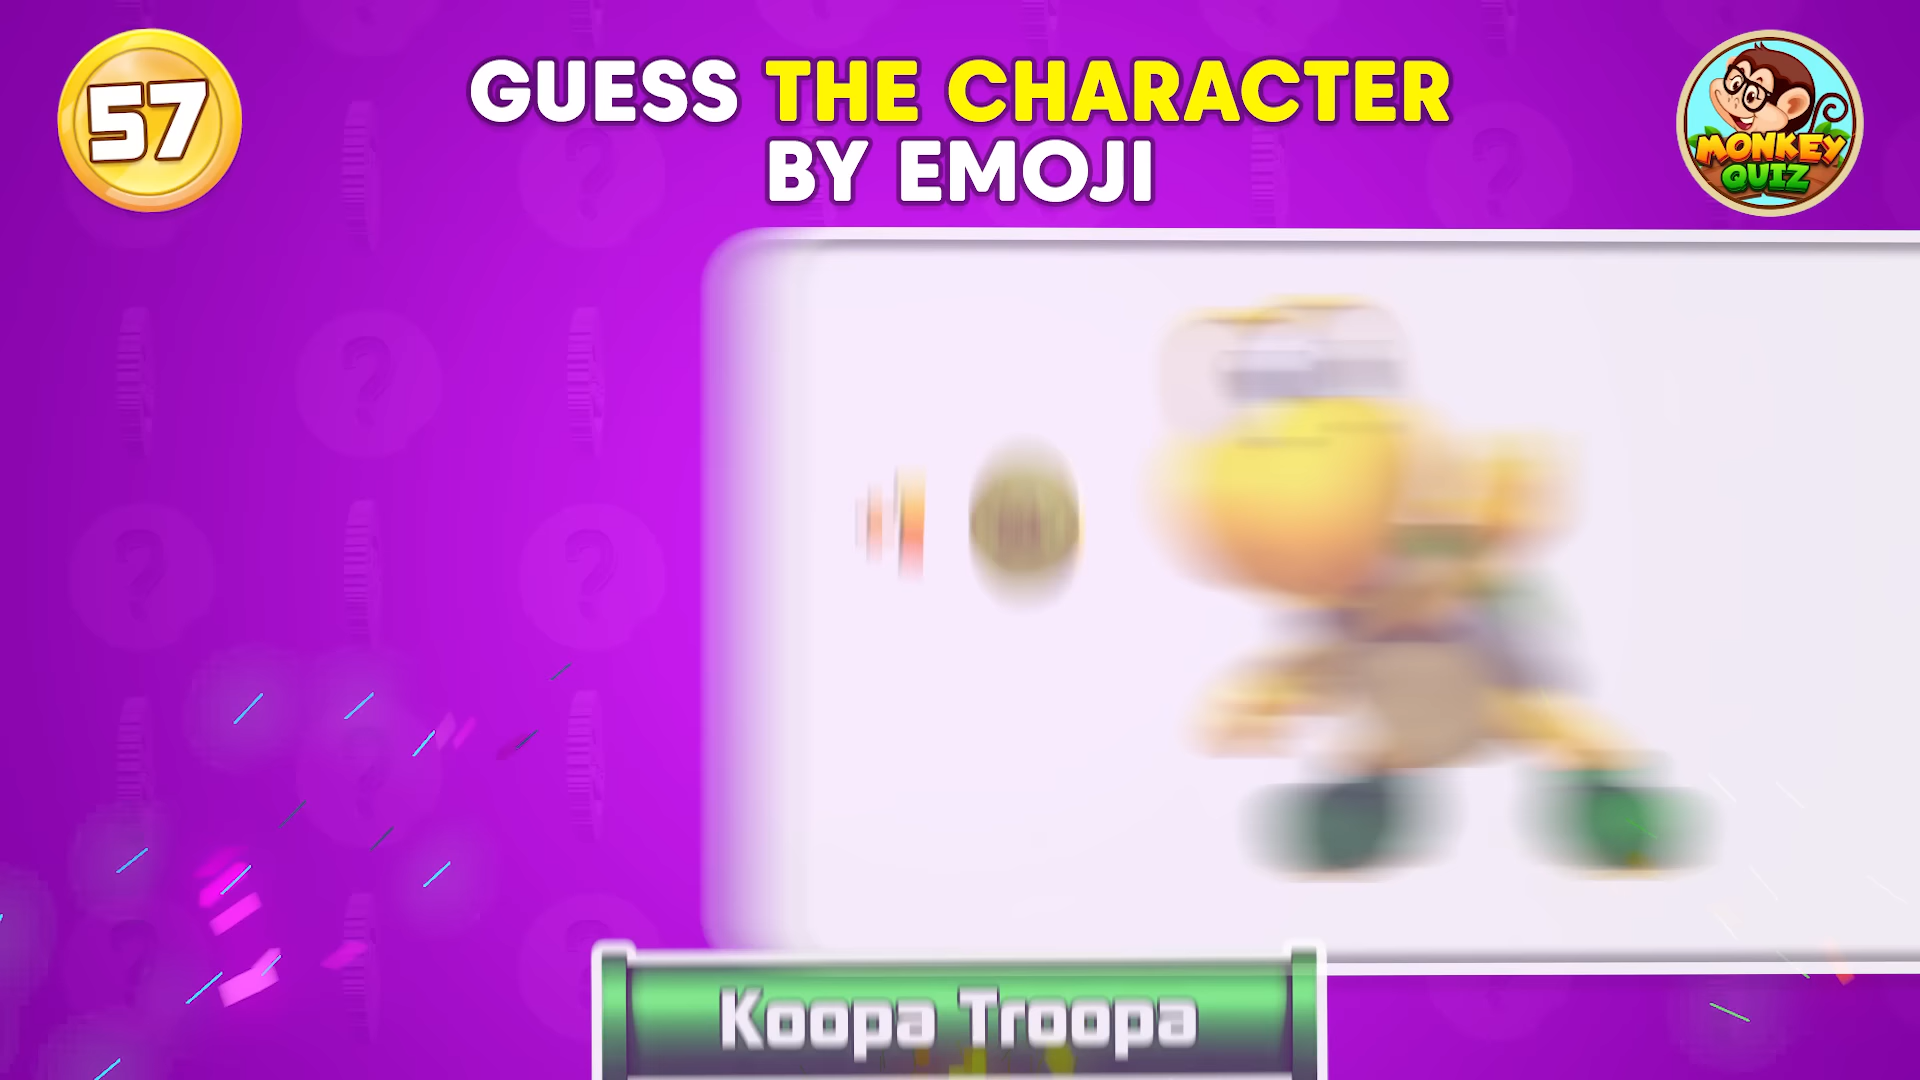 57
GUESS THE CHARACTER
BY EMOJI
MONKEY
QUIZ
Koopa Troopa